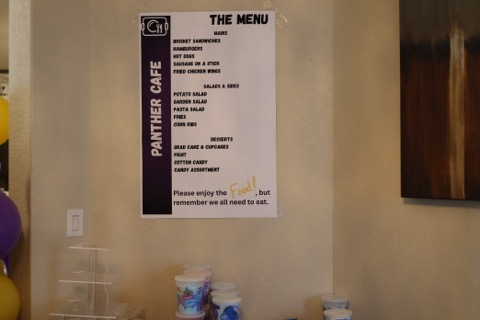 THE MENU
PANTHER CAFE
MAINS
BRISKET SANDWICHES
HAMBURGERS
HOT DOGS
SAUSAGE ON A STICK
FRIED CHICKEN WINGS
SALADS & SIDES
POTATO SALAD
GARDEN SALAD
PASTA SALAD
FRIES
CORN RIBS
DESSERTS
GRAD CAKE & CUPCAKES
FRUIT
COTTON CANDY
CANDY ASSORTMENT
Please enjoy the Food!, but
remember we all need to eat.